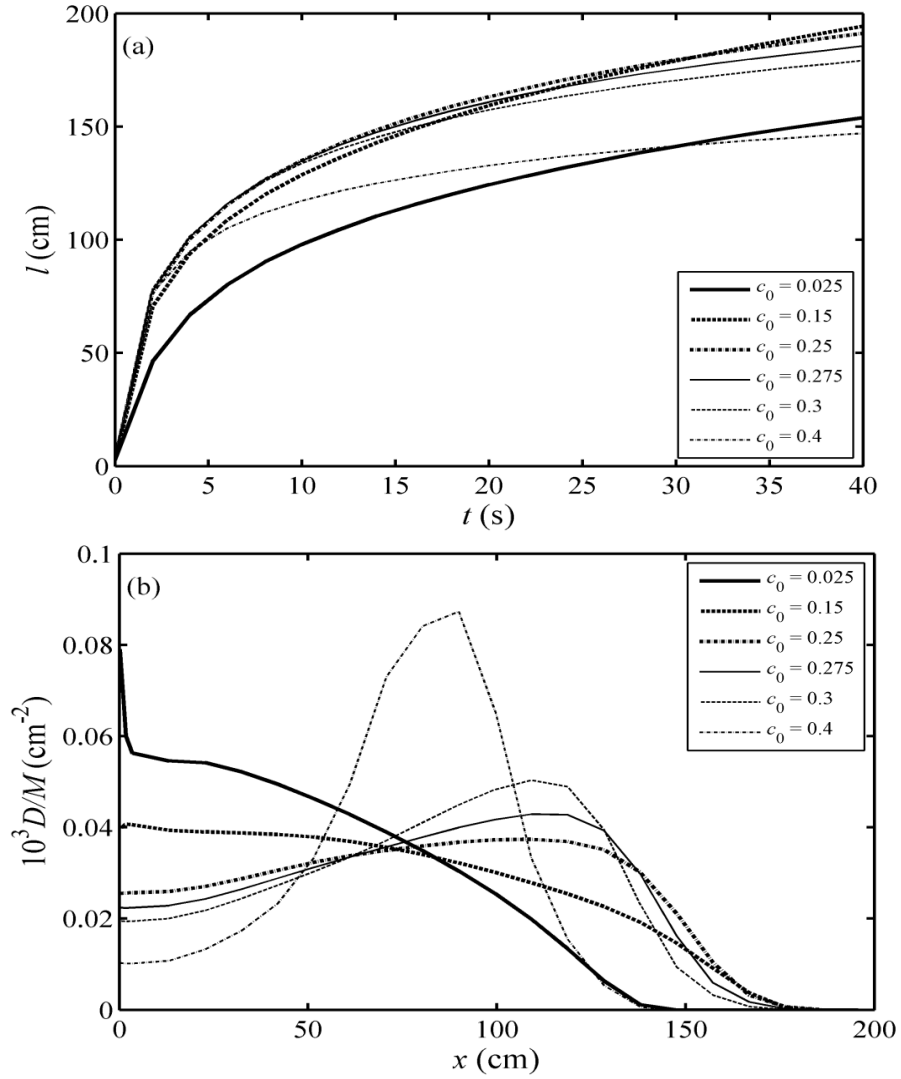 200
(a)
150
l (cm)
100
50
0
c0 = 0.025
c0 = 0.15
c0 = 0.25
c0 = 0.275
c0 = 0.3
c0 = 0.4
0 5 10 15 20 25 30 35 40
t (s)
0.1
(b)
0.08
10^3 D/M (cm^-2)
0.06
0.04
0.02
0
c0 = 0.025
c0 = 0.15
c0 = 0.25
c0 = 0.275
c0 = 0.3
c0 = 0.4
0 50 100 150 200
x (cm)